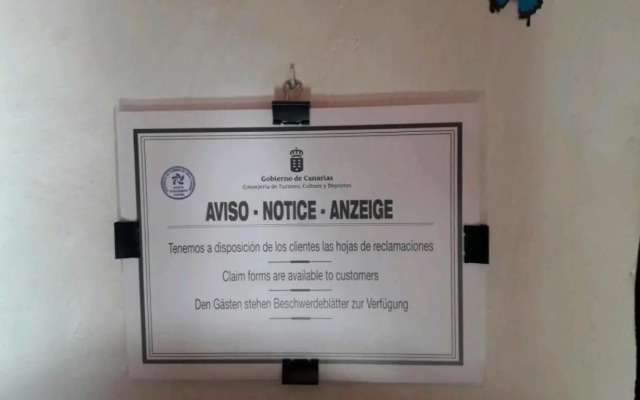 Gobierno de Canarias
Consejería de Turismo, Cultura y Deportes
AVISO - NOTICE - ANZEIGE
Tenemos a disposición de los clientes las hojas de reclamaciones
Claim forms are available to customers
Den Gästen stehen Beschwerdeblätter zur Verfügung